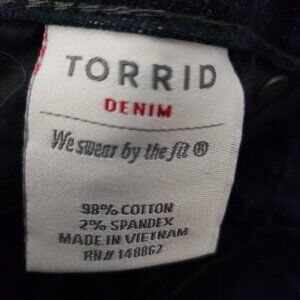 TORRID
DENIM
We swear by the fit ®
98% COTTON
2% SPANDEX
MADE IN VIETNAM
RN# 148862